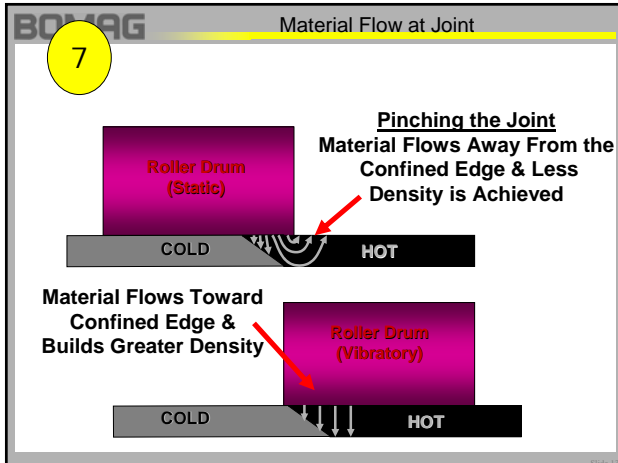 BOMAG
Material Flow at Joint
7
Pinching the Joint
Material Flows Away From the
Confined Edge & Less
Density is Achieved
Roller Drum
(Static)
COLD
HOT
Material Flows Toward
Confined Edge &
Builds Greater Density
Roller Drum
(Vibratory)
COLD
HOT